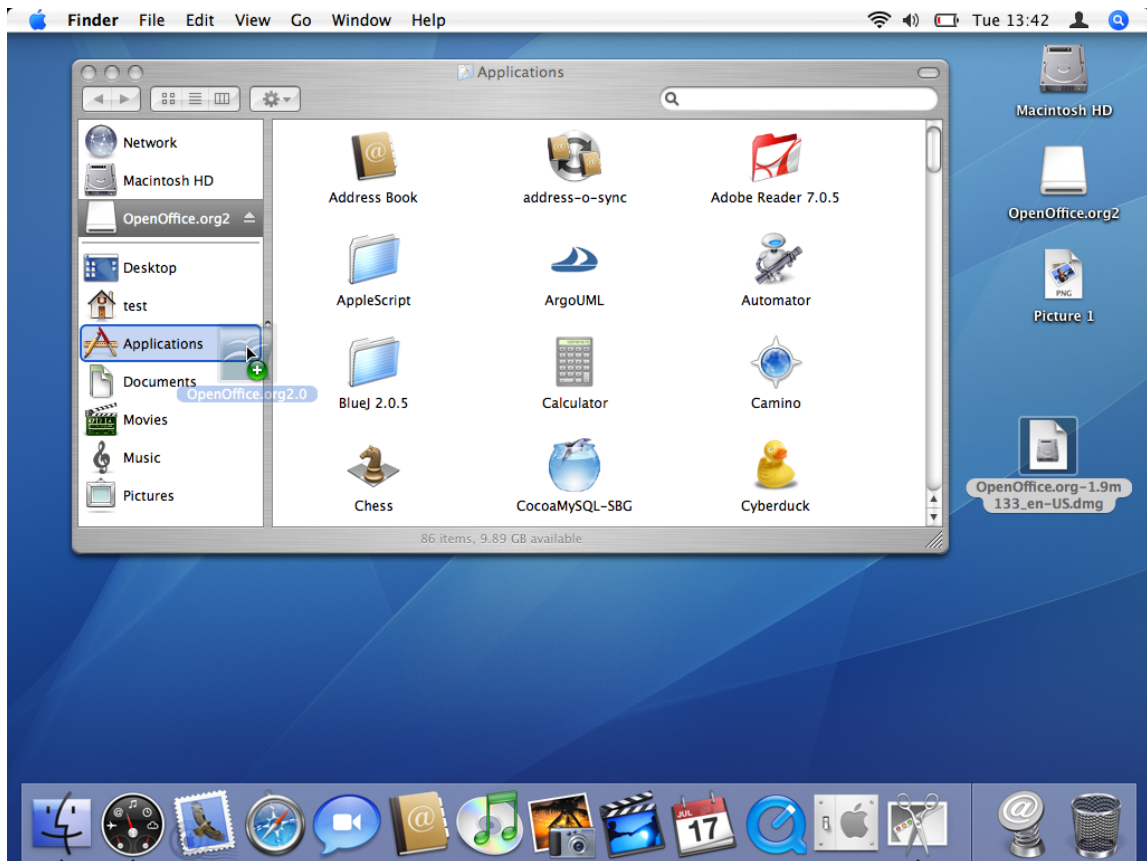 Finder File Edit View Go Window Help
Tue 13:42
Applications
Macintosh HD
OpenOffice.org2
PNG
Picture 1
OpenOffice.org-1.9m
133_en-US.dmg
Network
Macintosh HD
OpenOffice.org2
Desktop
test
Applications
Documents
OpenOffice.org2.0
Movies
Music
Pictures
Address Book address-o-sync Adobe Reader 7.0.5
AppleScript ArgoUML Automator
BlueJ 2.0.5 Calculator Camino
Chess CocoaMySQL-SBG Cyberduck
86 items, 9.89 GB available
JUL
17